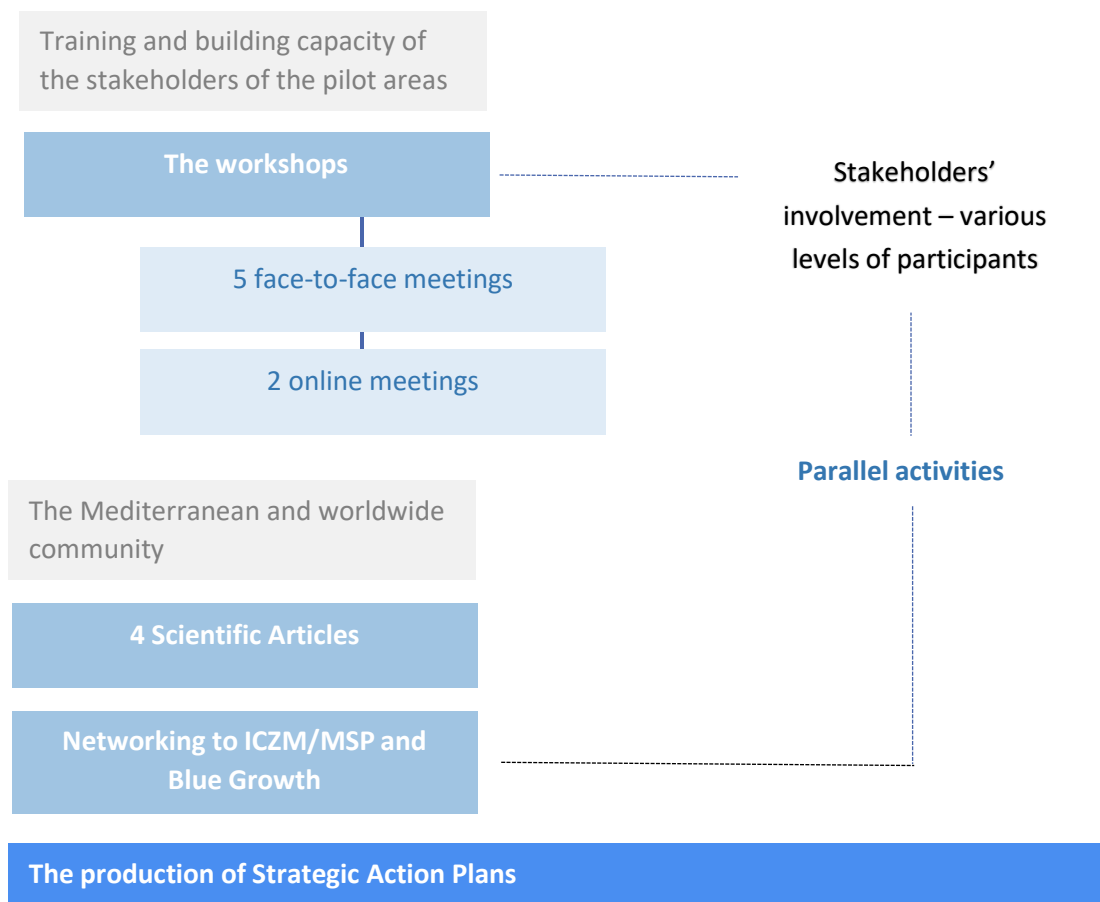 Training and building capacity of
the stakeholders of the pilot areas
The workshops
5 face-to-face meetings
2 online meetings
Stakeholders’
involvement – various
levels of participants
Parallel activities
The Mediterranean and worldwide
community
4 Scientific Articles
Networking to ICZM/MSP and
Blue Growth
The production of Strategic Action Plans